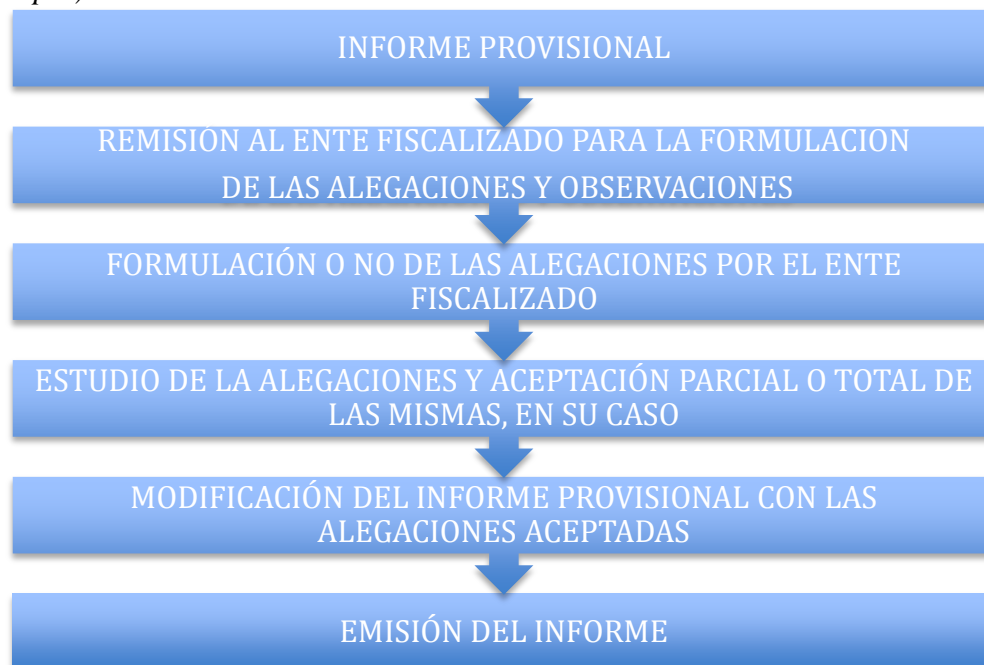 INFORME PROVISIONAL
REMISIÓN AL ENTE FISCALIZADO PARA LA FORMULACION
DE LAS ALEGACIONES Y OBSERVACIONES
FORMULACIÓN O NO DE LAS ALEGACIONES POR EL ENTE
FISCALIZADO
ESTUDIO DE LA ALEGACIONES Y ACEPTACIÓN PARCIAL O TOTAL DE
LAS MISMAS, EN SU CASO
MODIFICACIÓN DEL INFORME PROVISIONAL CON LAS
ALEGACIONES ACEPTADAS
EMISIÓN DEL INFORME